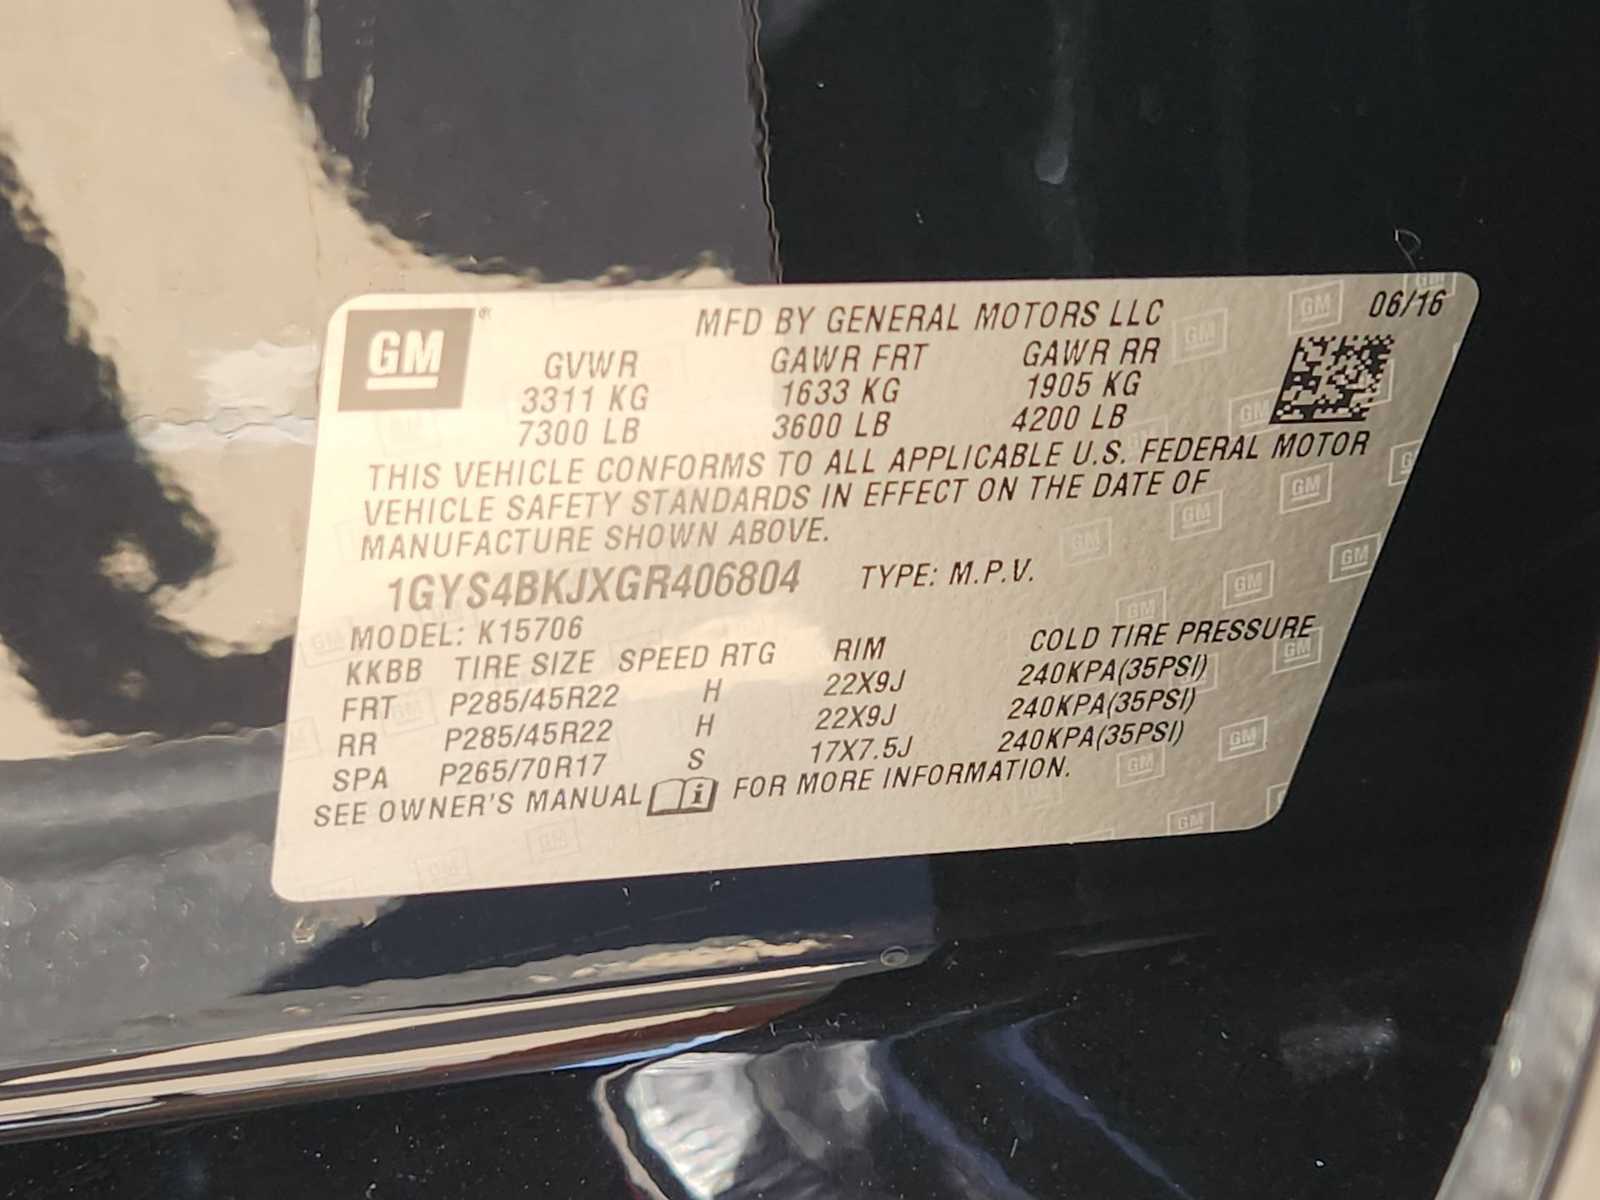 GM ® MFD BY GENERAL MOTORS LLC 06/16
GVWR GAWR FRT GAWR RR
3311 KG 1633 KG 1905 KG
7300 LB 3600 LB 4200 LB
THIS VEHICLE CONFORMS TO ALL APPLICABLE U.S. FEDERAL MOTOR
VEHICLE SAFETY STANDARDS IN EFFECT ON THE DATE OF
MANUFACTURE SHOWN ABOVE.
1GYS4BKJXGR406804 TYPE: M.P.V.
MODEL: K15706
KKBB TIRE SIZE SPEED RTG RIM COLD TIRE PRESSURE
FRT P285/45R22 H 22X9J 240KPA(35PSI)
RR P285/45R22 H 22X9J 240KPA(35PSI)
SPA P265/70R17 S 17X7.5J 240KPA(35PSI)
SEE OWNER'S MANUAL i FOR MORE INFORMATION.